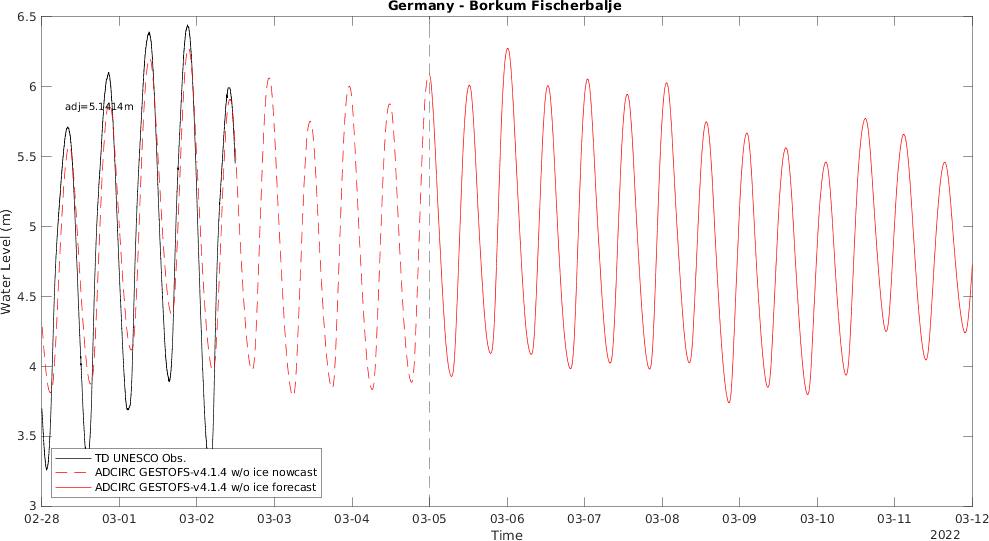 Germany - Borkum Fischerbalje
6.5
6
5.5
5
4.5
4
3.5
3
Water Level (m)
adj=5.1414m
TD UNESCO Obs.
ADCIRC GESTOFS-v4.1.4 w/o ice nowcast
ADCIRC GESTOFS-v4.1.4 w/o ice forecast
02-28 03-01 03-02 03-03 03-04 03-05 03-06 03-07 03-08 03-09 03-10 03-11 03-12
Time
2022